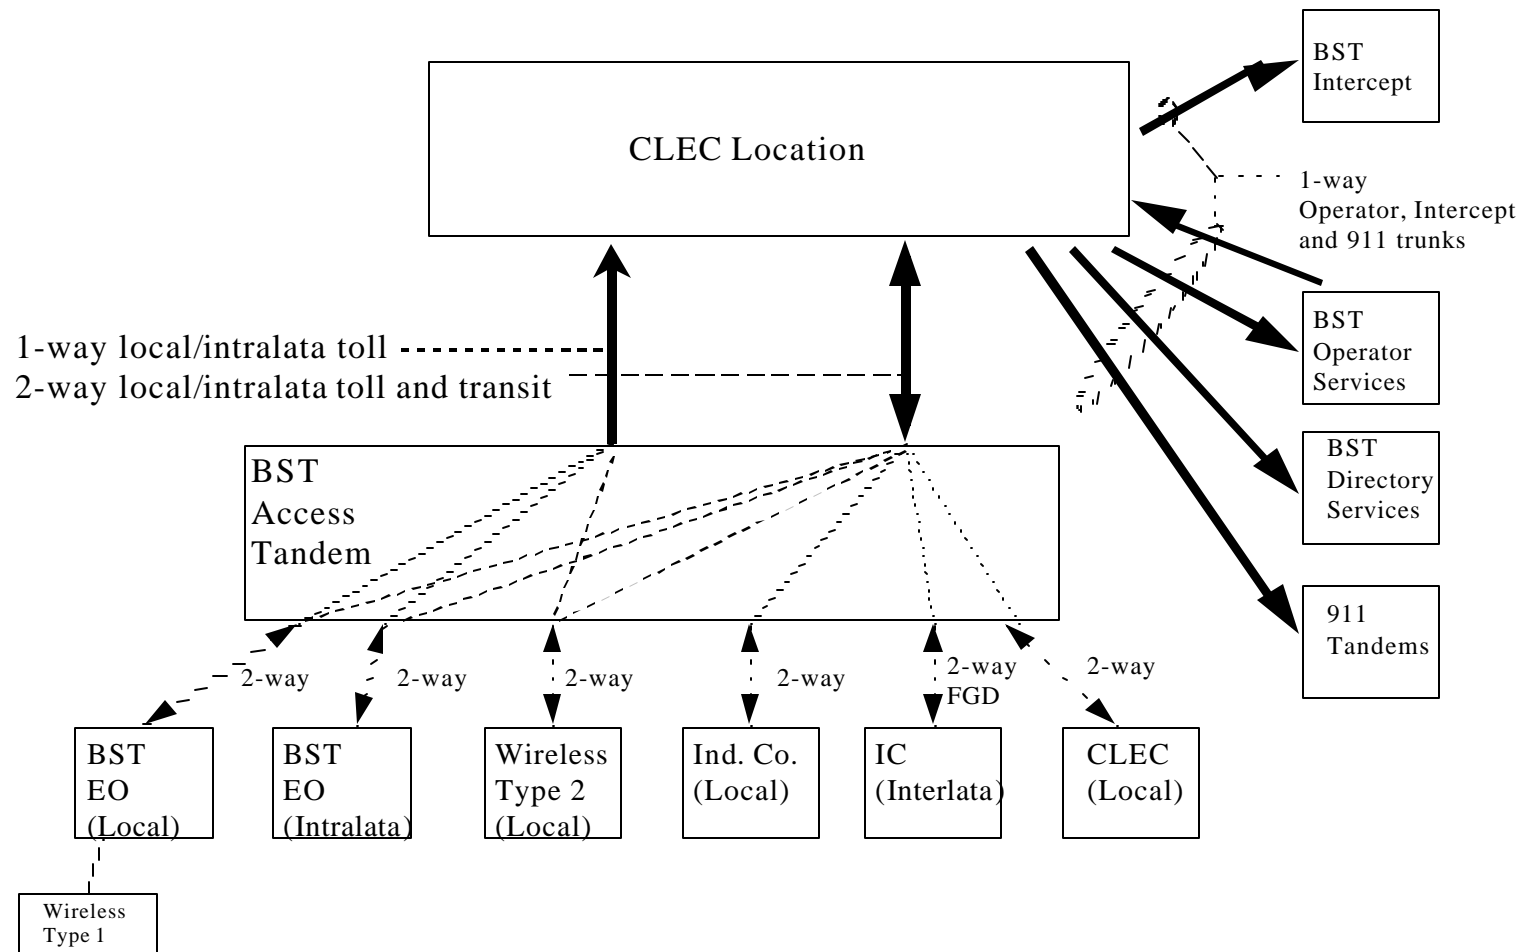 BST
Intercept
CLEC Location
1-way
Operator, Intercept
and 911 trunks
BST
Operator
Services
1-way local/intralata toll
2-way local/intralata toll and transit
BST
Directory
Services
BST
Access
Tandem
911
Tandems
2-way
2-way
2-way
2-way
2-way
FGD
2-way
BST
EO
(Local)
BST
EO
(Intralata)
Wireless
Type 2
(Local)
Ind. Co.
(Local)
IC
(Interlata)
CLEC
(Local)
Wireless
Type 1